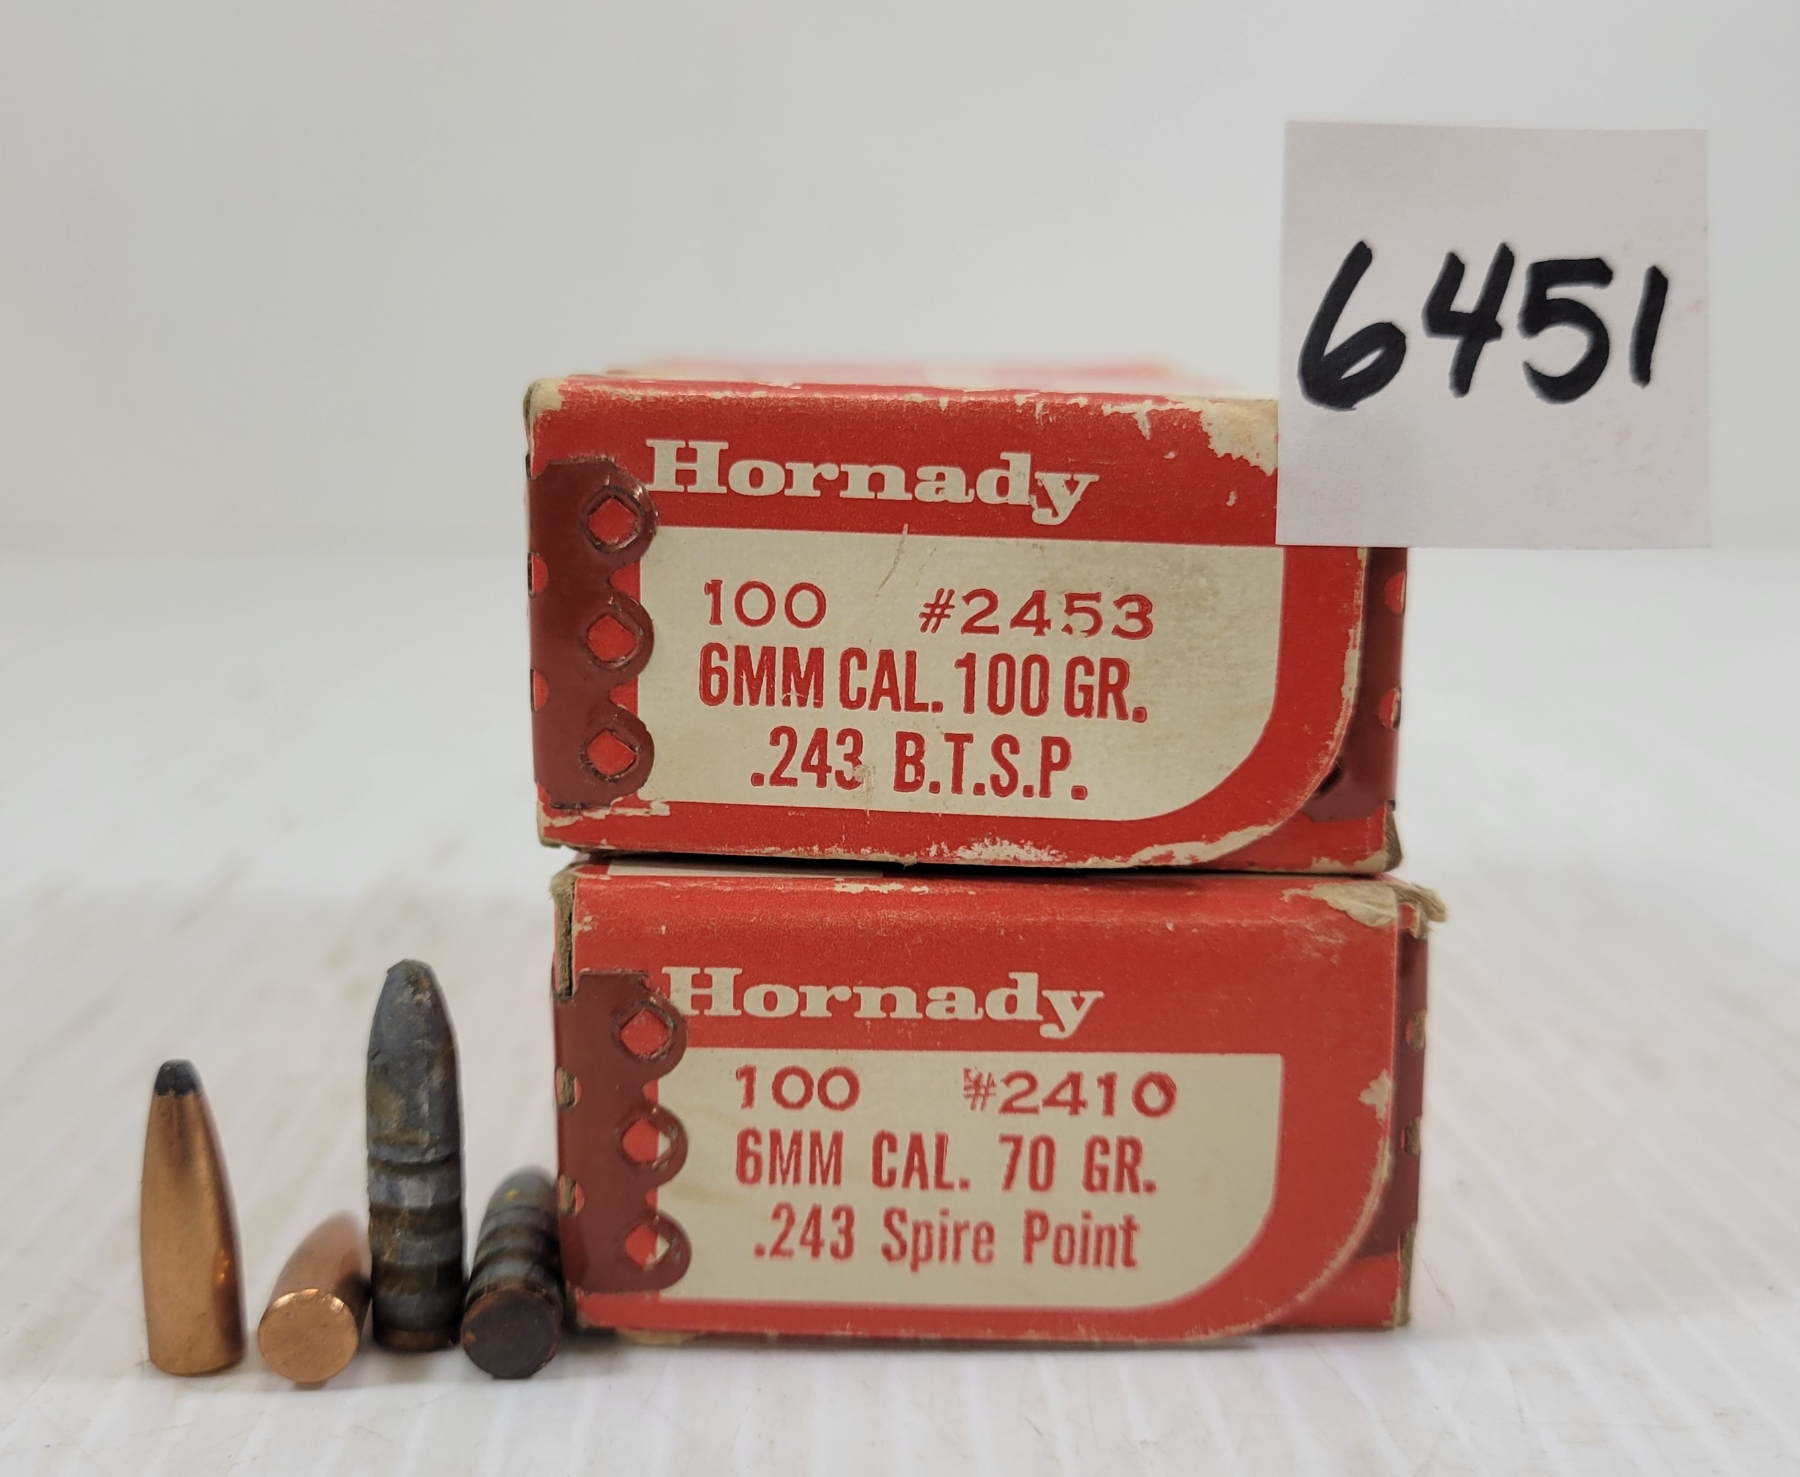 6451
Hornady
100 #2453
6MM CAL. 100 GR.
.243 B.T.S.P.
Hornady
100 #2410
6MM CAL. 70 GR.
.243 Spire Point